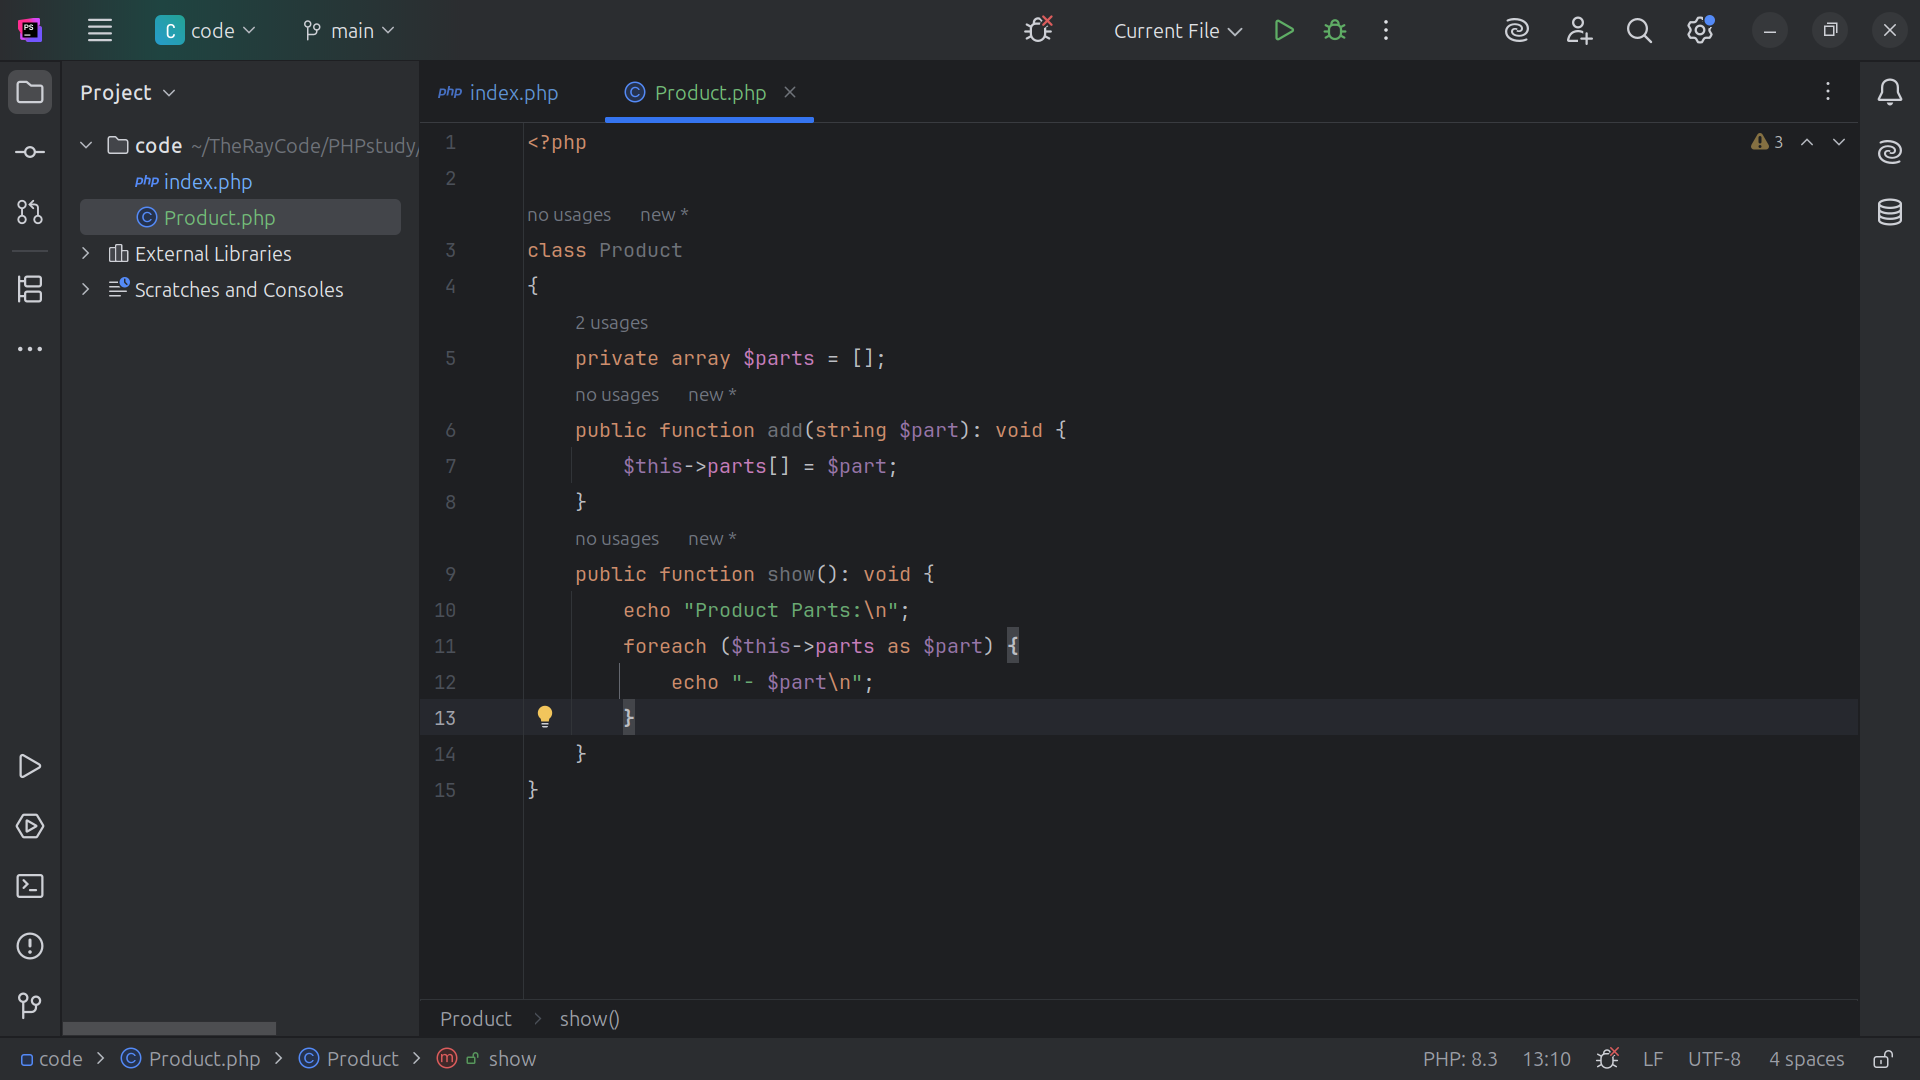 PS
C code main Current File
Project
code ~/TheRayCode/PHPstudy/
php index.php
C Product.php
External Libraries
Scratches and Consoles
php index.php C Product.php
3
1 <?php
2
no usages new *
3 class Product
4 {
2 usages
5 private array $parts = [];
no usages new *
6 public function add(string $part): void {
7 $this->parts[] = $part;
8 }
no usages new *
9 public function show(): void {
10 echo "Product Parts:\n";
11 foreach ($this->parts as $part) {
12 echo "- $part\n";
13 }
14 }
15 }
Product > show()
code > C Product.php > C Product > m show
PHP: 8.3 13:10 LF UTF-8 4 spaces